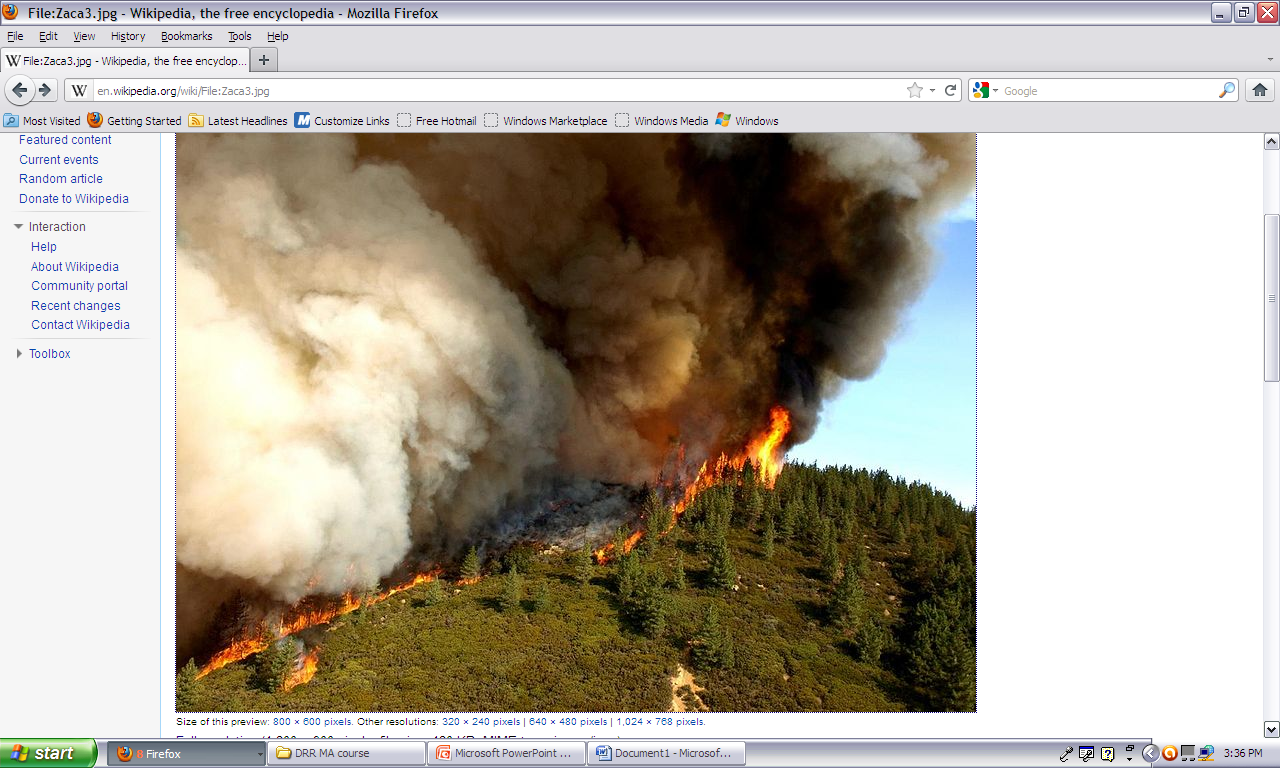 File:Zaca3.jpg - Wikipedia, the free encyclopedia - Mozilla Firefox
File Edit View History Bookmarks Tools Help
W File:Zaca3.jpg - Wikipedia, the free encyclop...
W en.wikipedia.org/wiki/File:Zaca3.jpg Google
Most Visited Getting Started Latest Headlines Customize Links Free Hotmail Windows Marketplace Windows Media Windows
Featured content
Current events
Random article
Donate to Wikipedia
Interaction
Help
About Wikipedia
Community portal
Recent changes
Contact Wikipedia
Toolbox
Size of this preview: 800 × 600 pixels. Other resolutions: 320 × 240 pixels | 640 × 480 pixels | 1,024 × 768 pixels.
start 8 Firefox DRR MA course Microsoft PowerPoint ... Document1 - Microsof... 3:36 PM